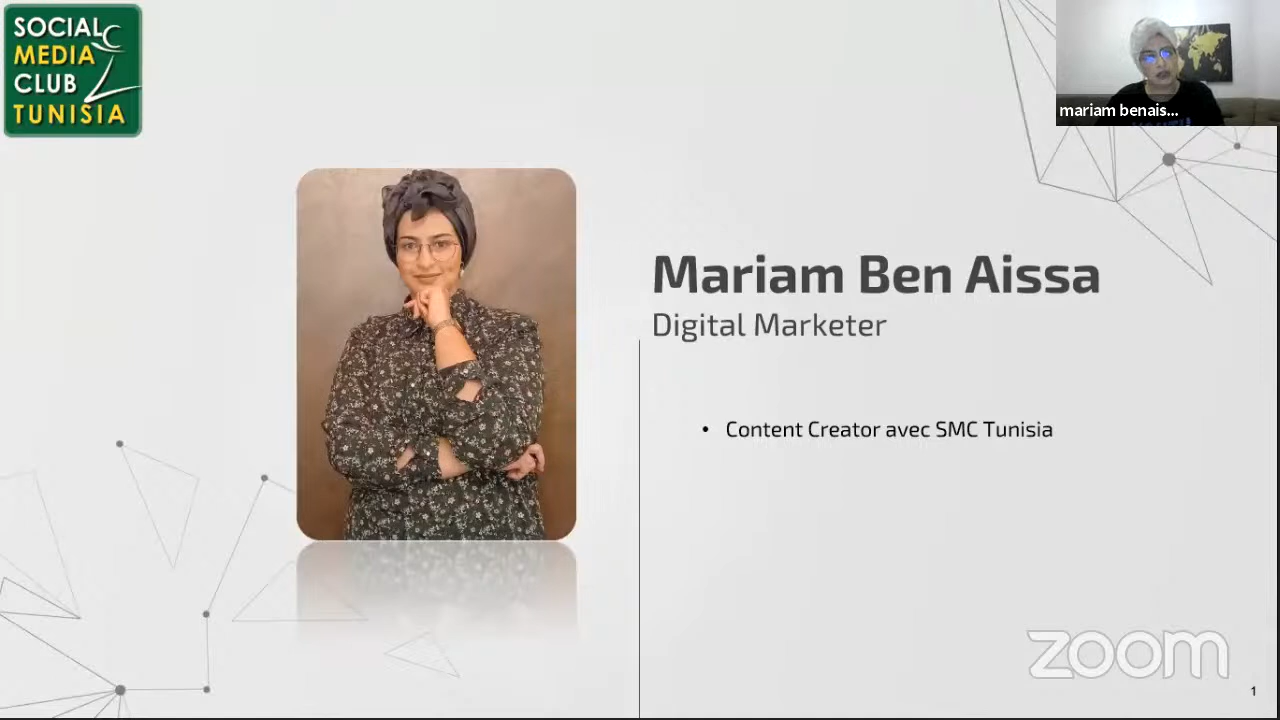 SOCIAL
MEDIA
CLUB
TUNISIA
mariam benais...
Mariam Ben Aissa
Digital Marketer
• Content Creator avec SMC Tunisia
zoom
1